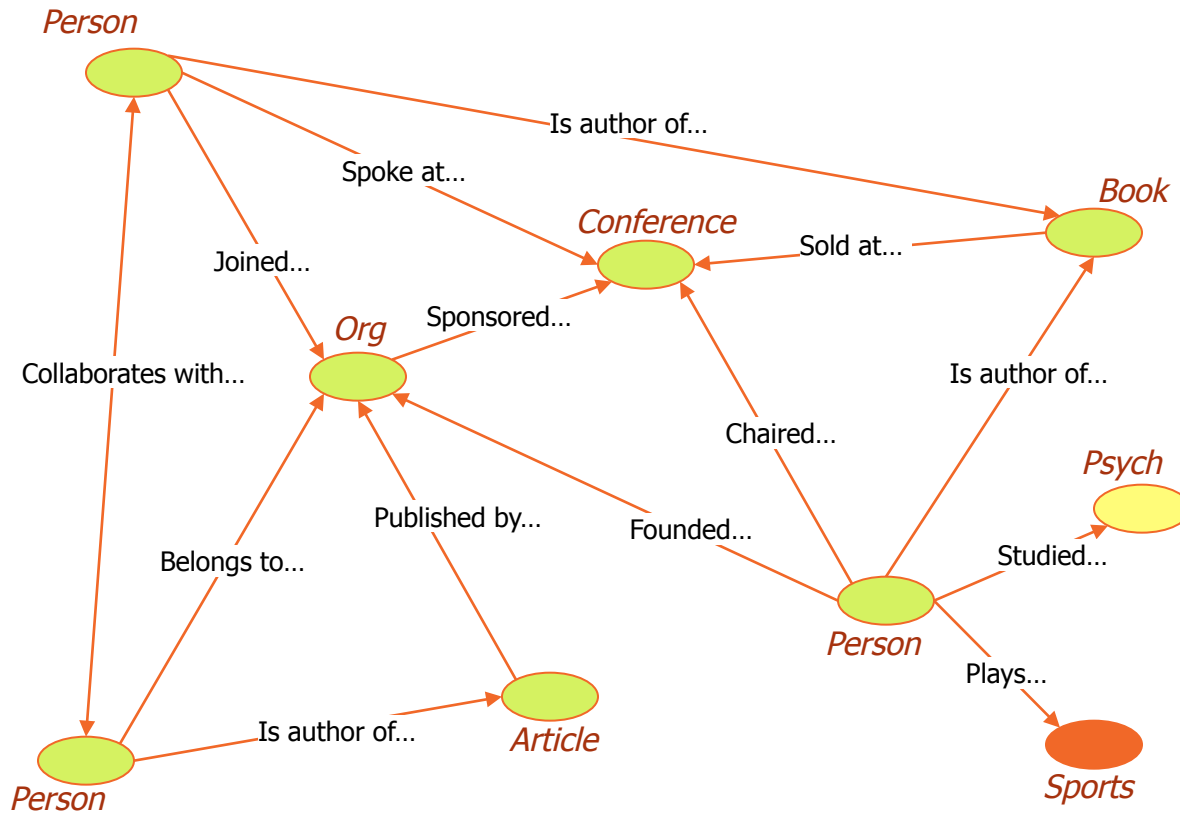 Person
Is author of…
Spoke at…
Book
Conference
Sold at…
Joined…
Sponsored…
Org
Collaborates with…
Is author of…
Chaired…
Psych
Published by…
Founded…
Studied…
Belongs to…
Person
Plays…
Is author of…
Article
Sports
Person